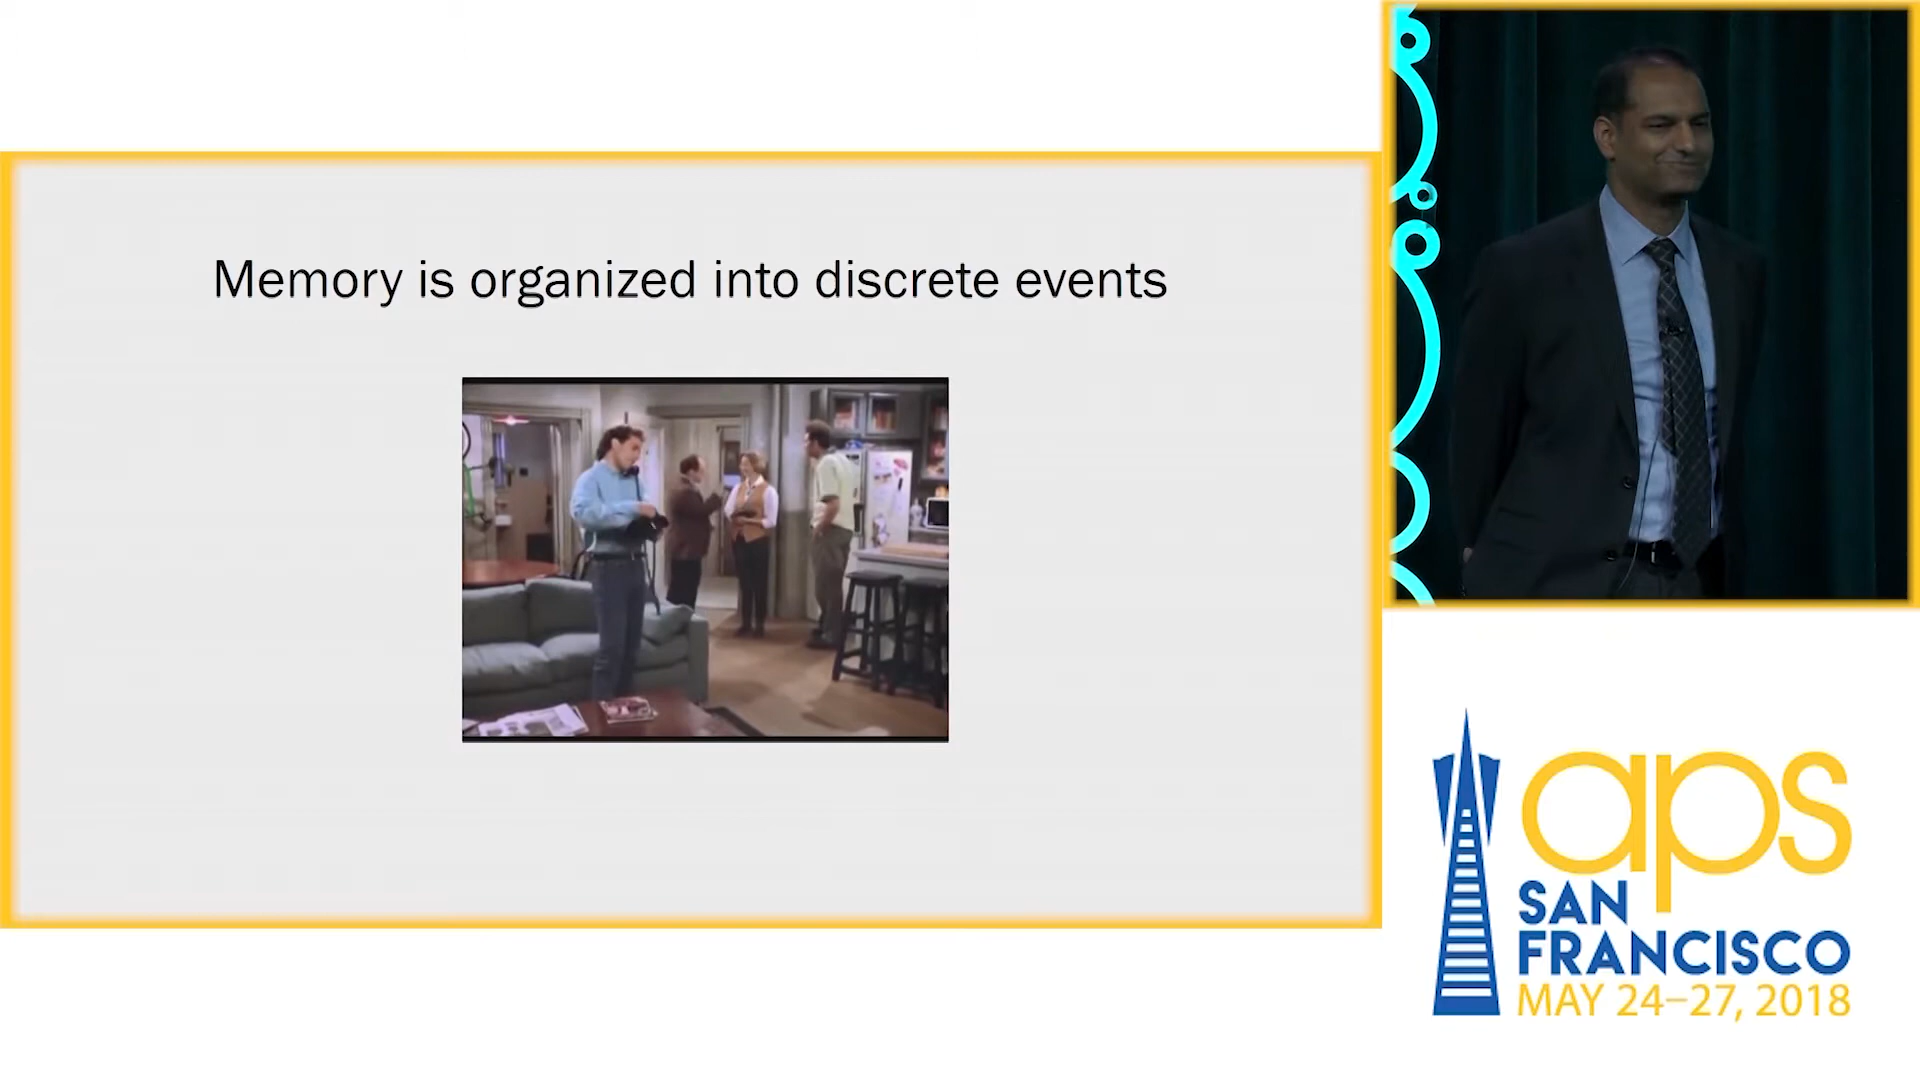 Memory is organized into discrete events
aps
SAN
FRANCISCO
MAY 24–27, 2018